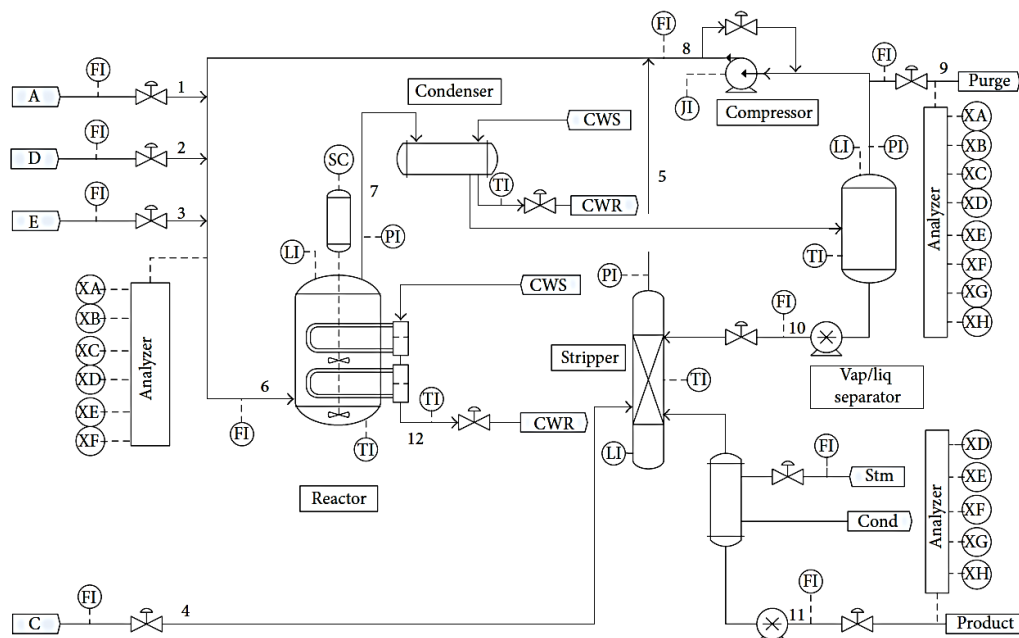 FI
8
FI
9
Purge
FI
A
1
Condenser
JI
Compressor
XA
CWS
FI
D
2
SC
LI
PI
XB
XC
7
TI
CWR
5
XD
FI
E
3
PI
LI
TI
Analyzer
XE
XF
XG
XH
PI
CWS
XA
XB
XC
XD
XE
XF
Analyzer
FI
10
Stripper
TI
Vap/liq
separator
6
FI
TI
12
CWR
TI
LI
Reactor
FI
Stm
Cond
XD
XE
XF
XG
XH
Analyzer
FI
C
4
11
FI
Product